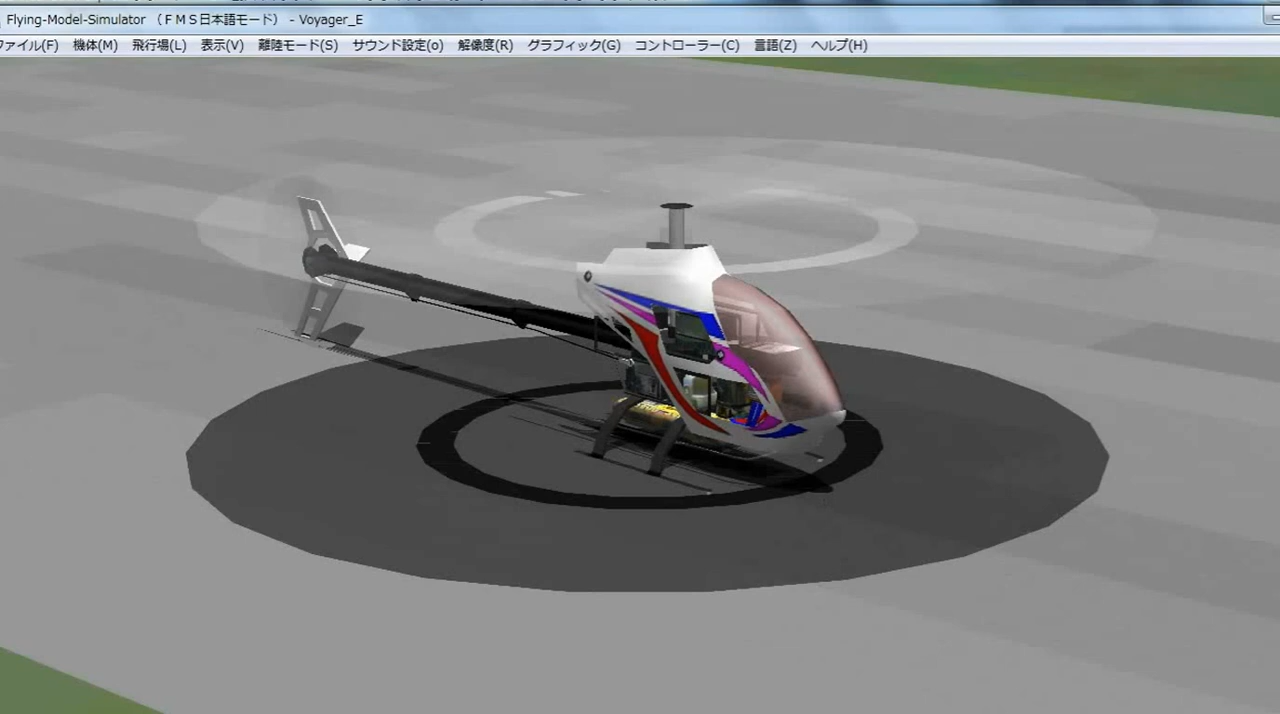 Flying-Model-Simulator （ＦＭＳ日本語モード） - Voyager_E
ファイル(F) 機体(M) 飛行場(L) 表示(V) 離陸モード(S) サウンド設定(o) 解像度(R) グラフィック(G) コントローラー(C) 言語(Z) ヘルプ(H)